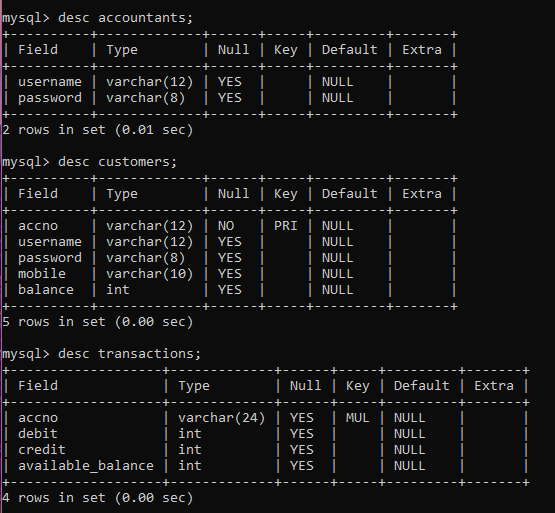 mysql> desc accountants;
+----------+-------------+------+-----+---------+-------+
| Field    | Type        | Null | Key | Default | Extra |
+----------+-------------+------+-----+---------+-------+
| username | varchar(12) | YES  |     | NULL    |       |
| password | varchar(8)  | YES  |     | NULL    |       |
+----------+-------------+------+-----+---------+-------+
2 rows in set (0.01 sec)
mysql> desc customers;
+----------+-------------+------+-----+---------+-------+
| Field    | Type        | Null | Key | Default | Extra |
+----------+-------------+------+-----+---------+-------+
| accno    | varchar(12) | NO   | PRI | NULL    |       |
| username | varchar(12) | YES  |     | NULL    |       |
| password | varchar(8)  | YES  |     | NULL    |       |
| mobile   | varchar(10) | YES  |     | NULL    |       |
| balance  | int         | YES  |     | NULL    |       |
+----------+-------------+------+-----+---------+-------+
5 rows in set (0.00 sec)
mysql> desc transactions;
+-------------------+-------------+------+-----+---------+-------+
| Field             | Type        | Null | Key | Default | Extra |
+-------------------+-------------+------+-----+---------+-------+
| accno             | varchar(24) | YES  | MUL | NULL    |       |
| debit             | int         | YES  |     | NULL    |       |
| credit            | int         | YES  |     | NULL    |       |
| available_balance | int         | YES  |     | NULL    |       |
+-------------------+-------------+------+-----+---------+-------+
4 rows in set (0.00 sec)